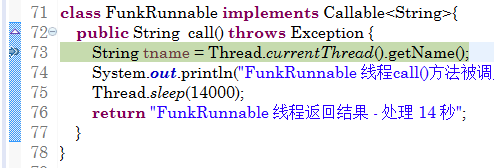 71 class FunkRunnable implements Callable<String>{
72 public String call() throws Exception {
73 String tname = Thread.currentThread().getName();
74 System.out.println("FunkRunnable 线程call()方法被调
75 Thread.sleep(14000);
76 return "FunkRunnable 线程返回结果 - 处理 14 秒";
77 }
78 }